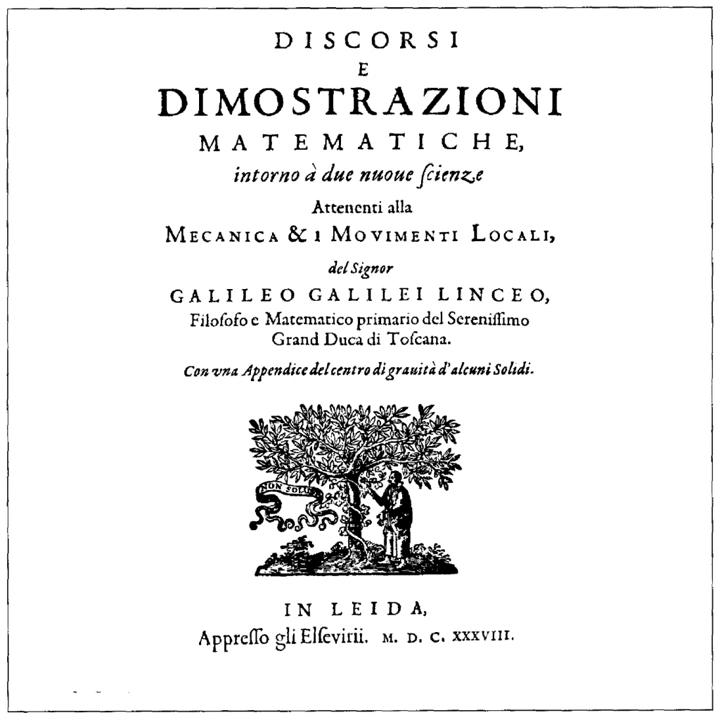 DISCORSI
E
DIMOSTRAZIONI
MATEMATICHE,
intorno à due nuoue ſcienze
Attenenti alla
MECANICA & i MOVIMENTI LOCALI,
del Signor
GALILEO GALILEI LINCEO,
Filoſofo e Matematico primario del Sereniſſimo
Grand Duca di Toſcana.
Con vna Appendice del centro di grauità d'alcuni Solidi.
NON SOLUS
IN LEIDA,
Appreſſo gli Elſevirii. M. D. C. XXXVIII.